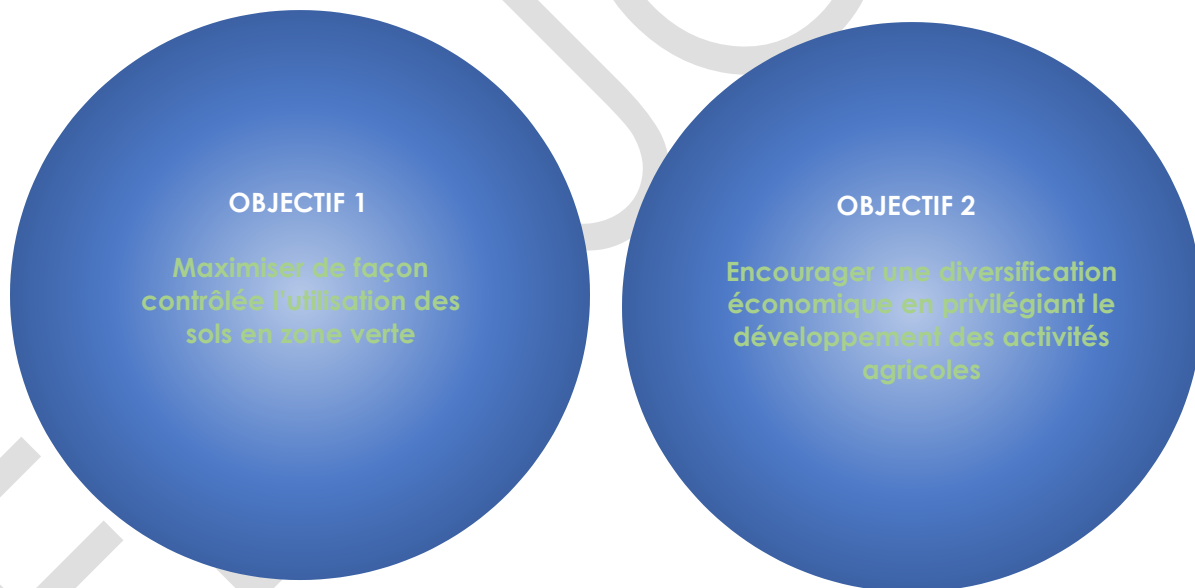 OBJECTIF 1
Maximiser de façon
contrôlée l'utilisation des
sols en zone verte
OBJECTIF 2
Encourager une diversification
économique en privilégiant le
développement des activités
agricoles